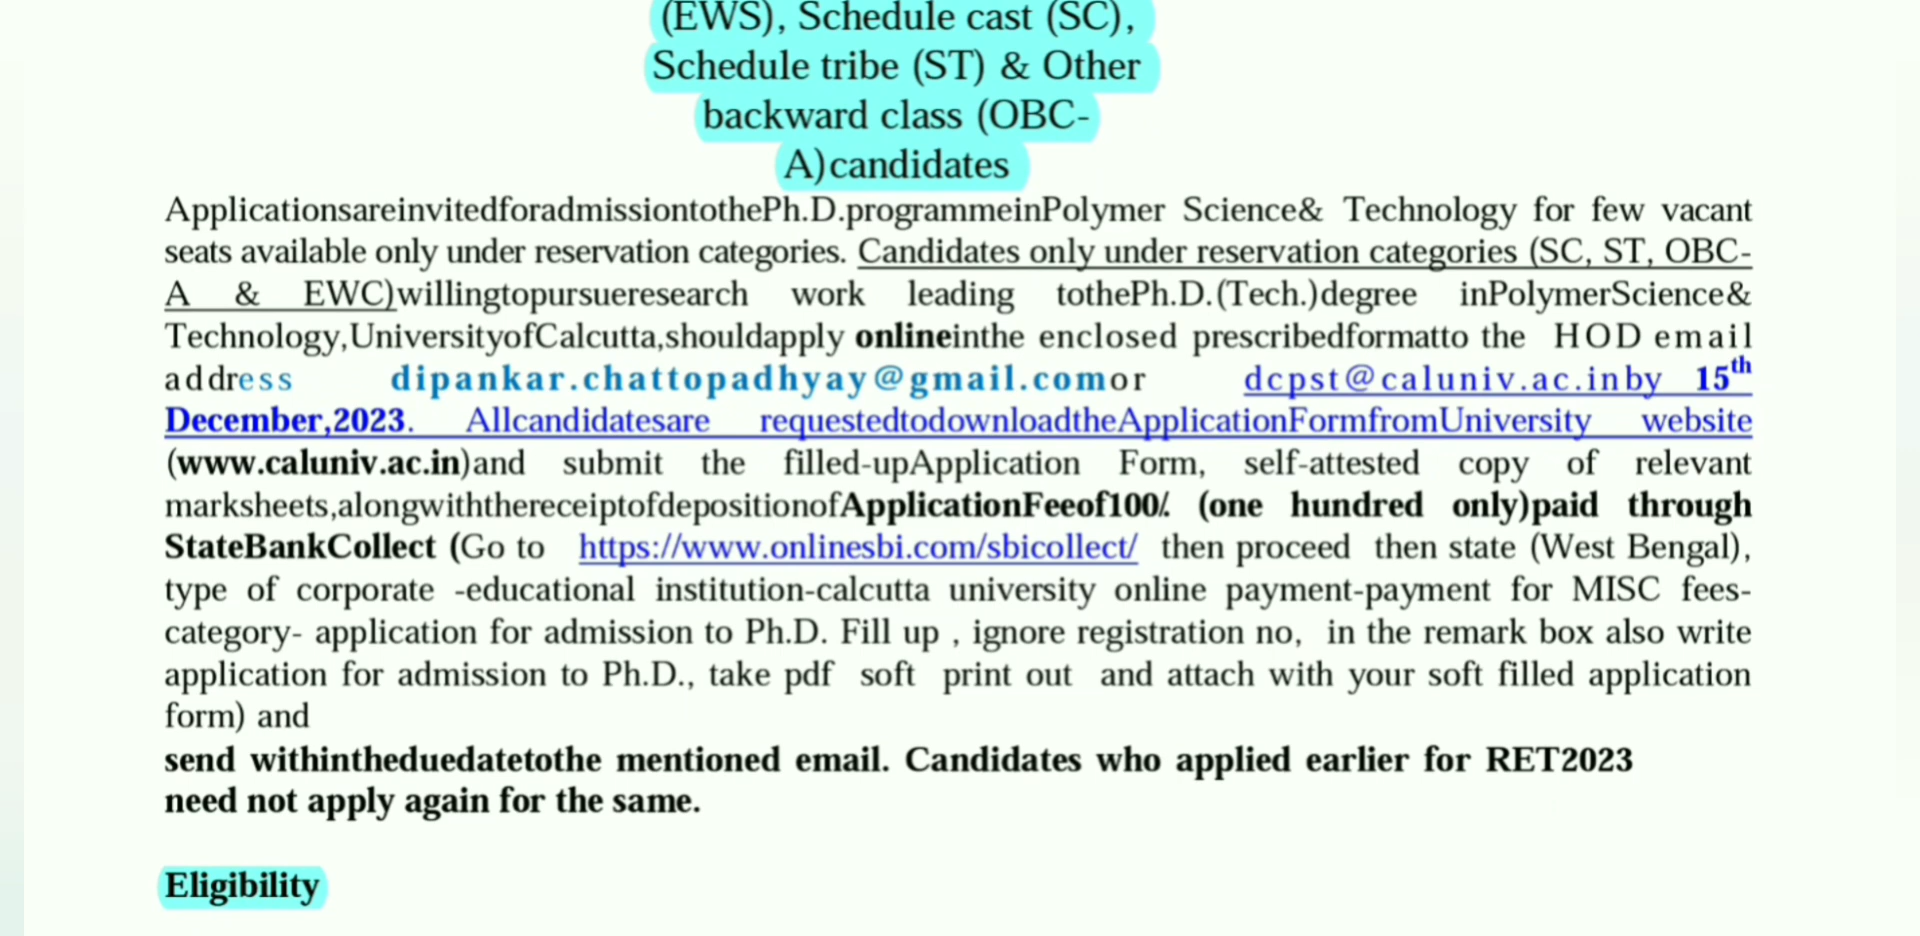 (EWS), Schedule cast (SC),
Schedule tribe (ST) & Other
backward class (OBC-
A)candidates
ApplicationsareinvitedforadmissiontothePh.D.programmeinPolymer Science& Technology for few vacant
seats available only under reservation categories. Candidates only under reservation categories (SC, ST, OBC-
A & EWC)willingtopursueresearch work leading tothePh.D.(Tech.)degree inPolymerScience&
Technology,UniversityofCalcutta,shouldapply onlineinthe enclosed prescribedformatto the HOD email
address dipankar.chattopadhyay@gmail.comor dcpst@caluniv.ac.inby 15th
December,2023. Allcandidatesare requestedtodownloadtheApplicationFormfromUniversity website
(www.caluniv.ac.in)and submit the filled-upApplication Form, self-attested copy of relevant
marksheets,alongwiththereceiptofdepositionofApplicationFeeof100/. (one hundred only)paid through
StateBankCollect (Go to https://www.onlinesbi.com/sbicollect/ then proceed then state (West Bengal),
type of corporate -educational institution-calcutta university online payment-payment for MISC fees-
category- application for admission to Ph.D. Fill up , ignore registration no, in the remark box also write
application for admission to Ph.D., take pdf soft print out and attach with your soft filled application
form) and
send withintheduedatetothe mentioned email. Candidates who applied earlier for RET2023
need not apply again for the same.
Eligibility